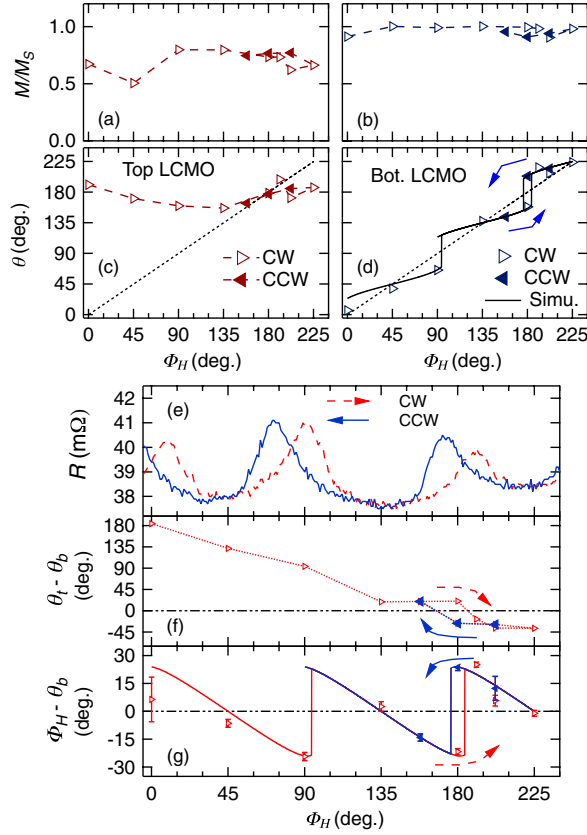 M/M_S
1.0
0.5
0.0
(a)
(b)
θ (deg.)
225
180
135
90
45
0
Top LCMO
CW
CCW
(c)
Bot. LCMO
CW
CCW
Simu.
(d)
0 45 90 135 180 225
0 45 90 135 180 225
Φ_H (deg.)
Φ_H (deg.)
R (mΩ)
42
41
40
39
38
(e)
CW
CCW
θ_t - θ_b
(deg.)
180
135
90
45
0
-45
(f)
Φ_H - θ_b
(deg.)
30
15
0
-15
-30
(g)
0 45 90 135 180 225
Φ_H (deg.)